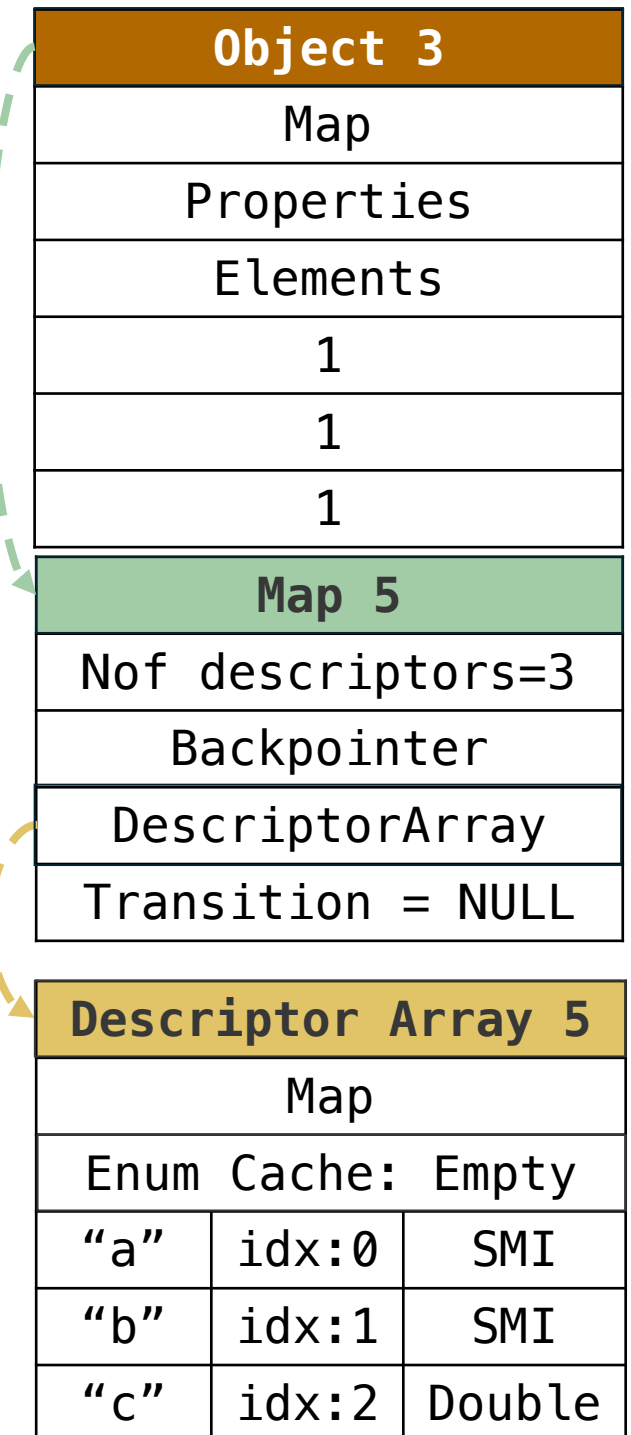 Object 3
Map
Properties
Elements
1
1
1
Map 5
Nof descriptors=3
Backpointer
DescriptorArray
Transition = NULL
Descriptor Array 5
Map
Enum Cache: Empty
“a” idx:0 SMI
“b” idx:1 SMI
“c” idx:2 Double